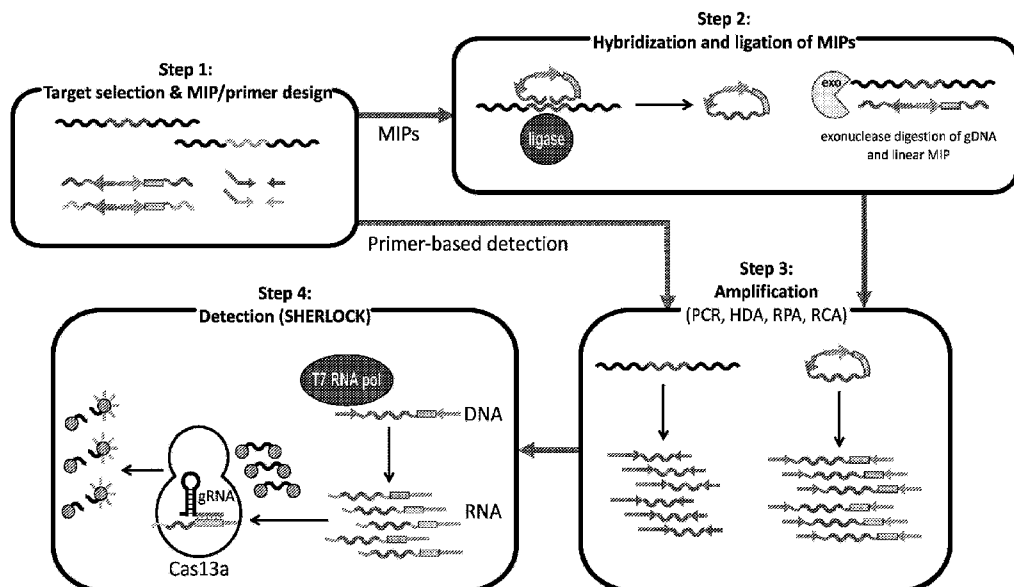 Step 1:
Target selection & MIP/primer design
MIPs
Primer-based detection
Step 2:
Hybridization and ligation of MIPs
ligase
exo
exonuclease digestion of gDNA
and linear MIP
Step 3:
Amplification
(PCR, HDA, RPA, RCA)
Step 4:
Detection (SHERLOCK)
T7 RNA pol
DNA
RNA
gRNA
Cas13a